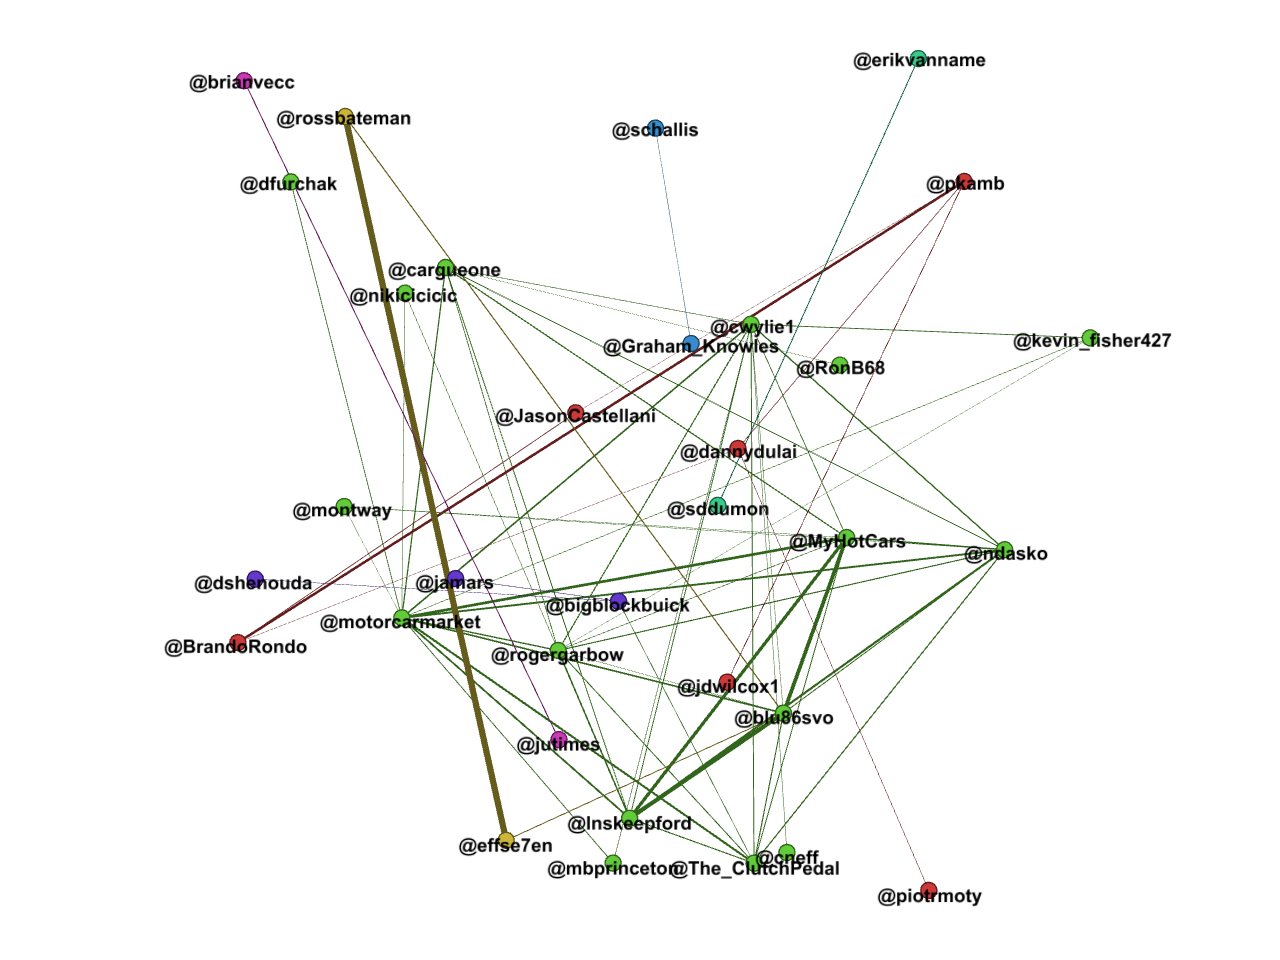 @erikvanname
@brianvecc
@rossbateman
@schallis
@dfurchak
@pkamb
@cargueone
@nikicicicic
@cwylie1
@kevin_fisher427
@Graham_Knowles
@RonB68
@JasonCastellani
@dannydulai
@montway
@sddumon
@MyHotCars
@ndasko
@dshenouda
@jamars
@bigblockbuick
@motorcarmarket
@BrandoRondo
@rogergarbow
@jdwilcox1
@blu86svo
@jutimes
@lnskeepford
@effse7en
@cneff
@mbprinceton
@The_ClutchPedal
@piotrmoty